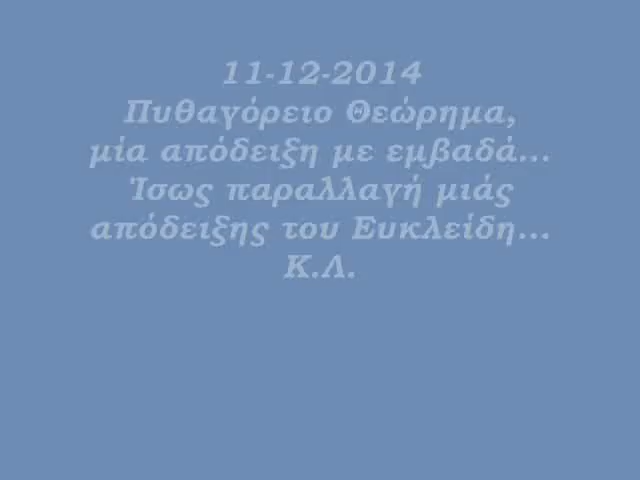 11-12-2014
Πυθαγόρειο Θεώρημα,
μία απόδειξη με εμβαδά...
Ίσως παραλλαγή μιάς
απόδειξης του Ευκλείδη...
Κ.Λ.